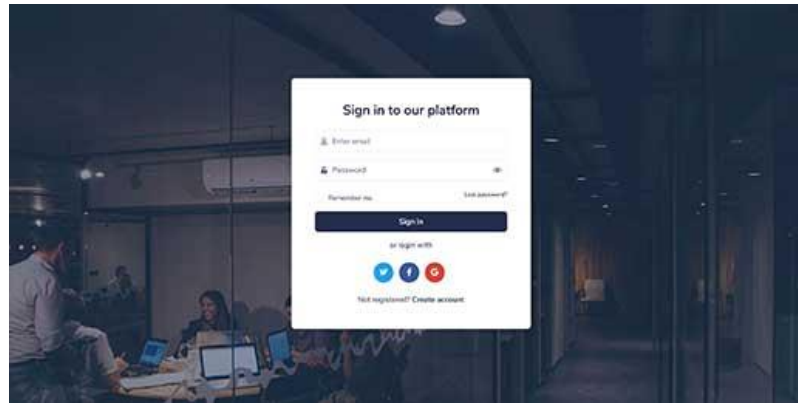 Sign in to our platform
Enter email
Password
Remember me Lost password?
Sign in
or login with
Not registered? Create account